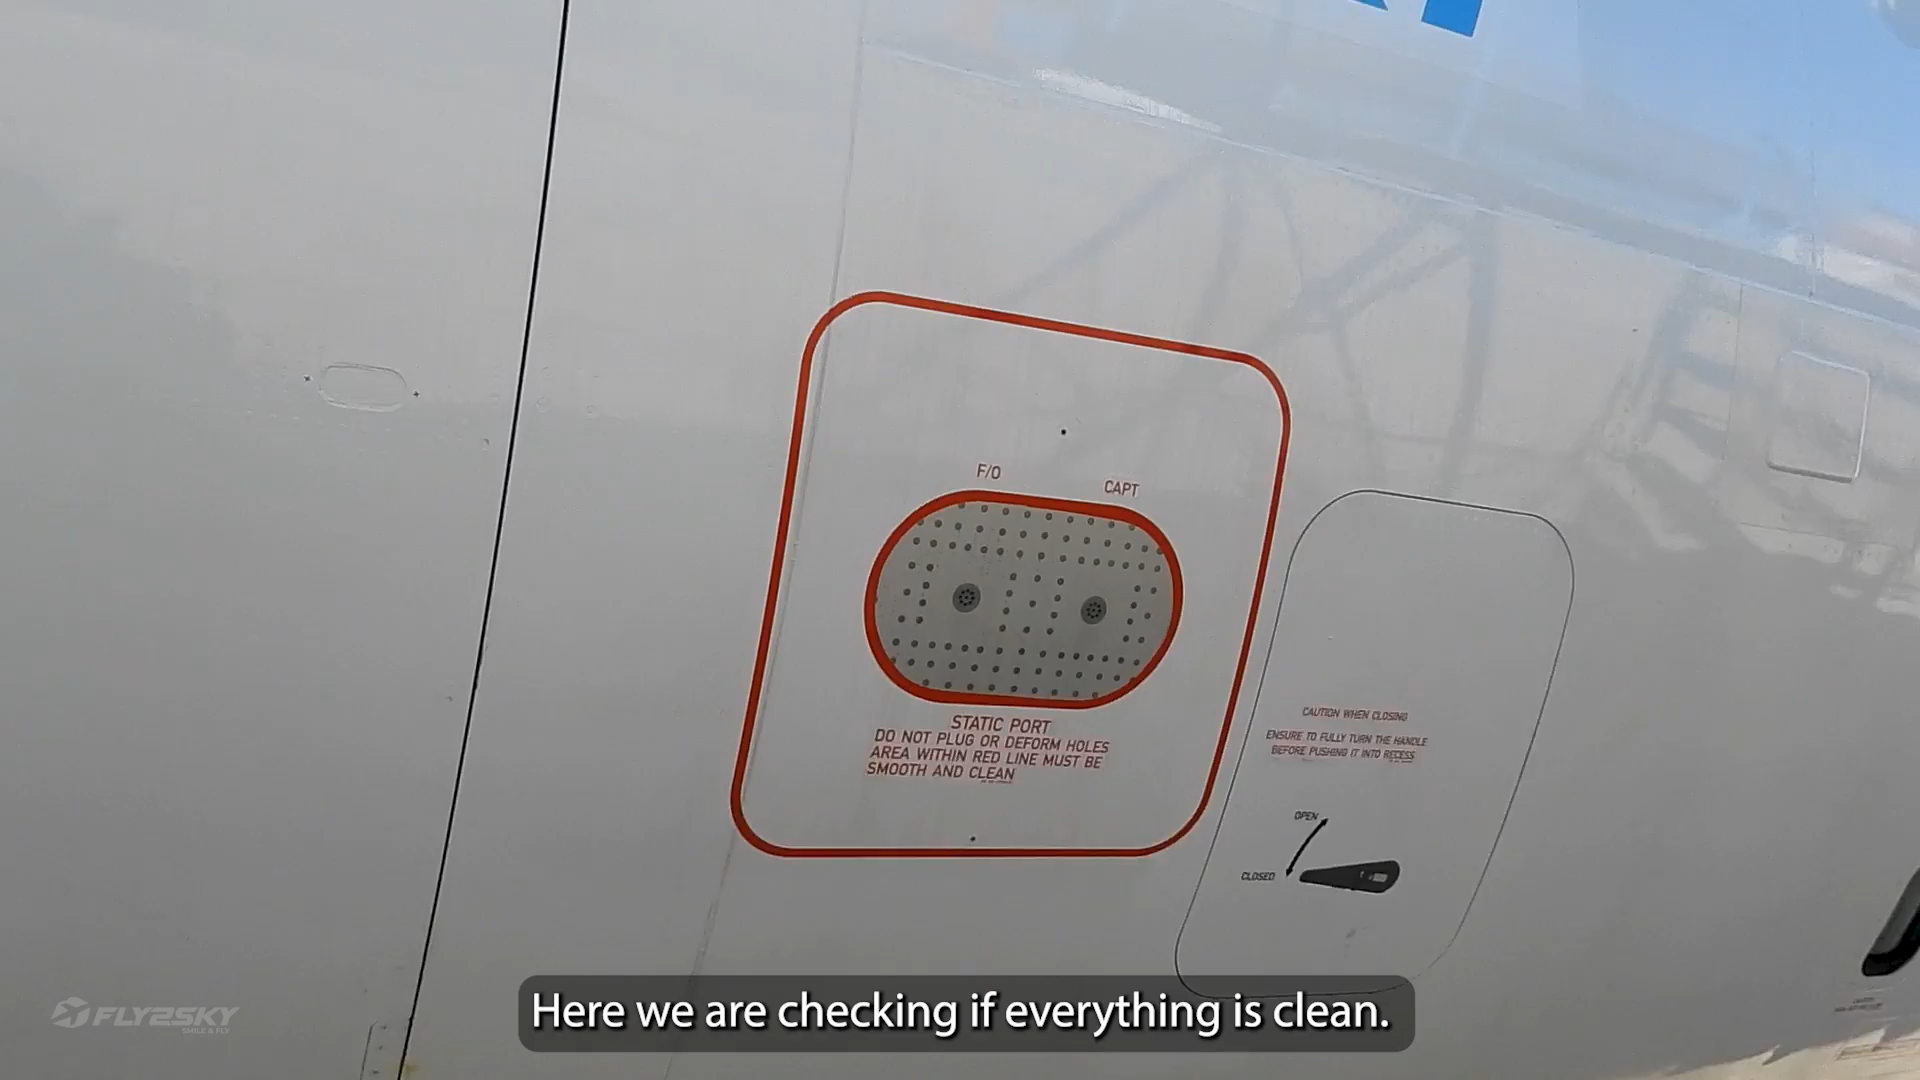 F/O
CAPT
STATIC PORT
DO NOT PLUG OR DEFORM HOLES
AREA WITHIN RED LINE MUST BE
SMOOTH AND CLEAN
CAUTION WHEN CLOSING
ENSURE TO FULLY TURN THE HANDLE
BEFORE PUSHING IT INTO RECESS
OPEN
CLOSED
FLY2SKY
SMILE & FLY
Here we are checking if everything is clean.